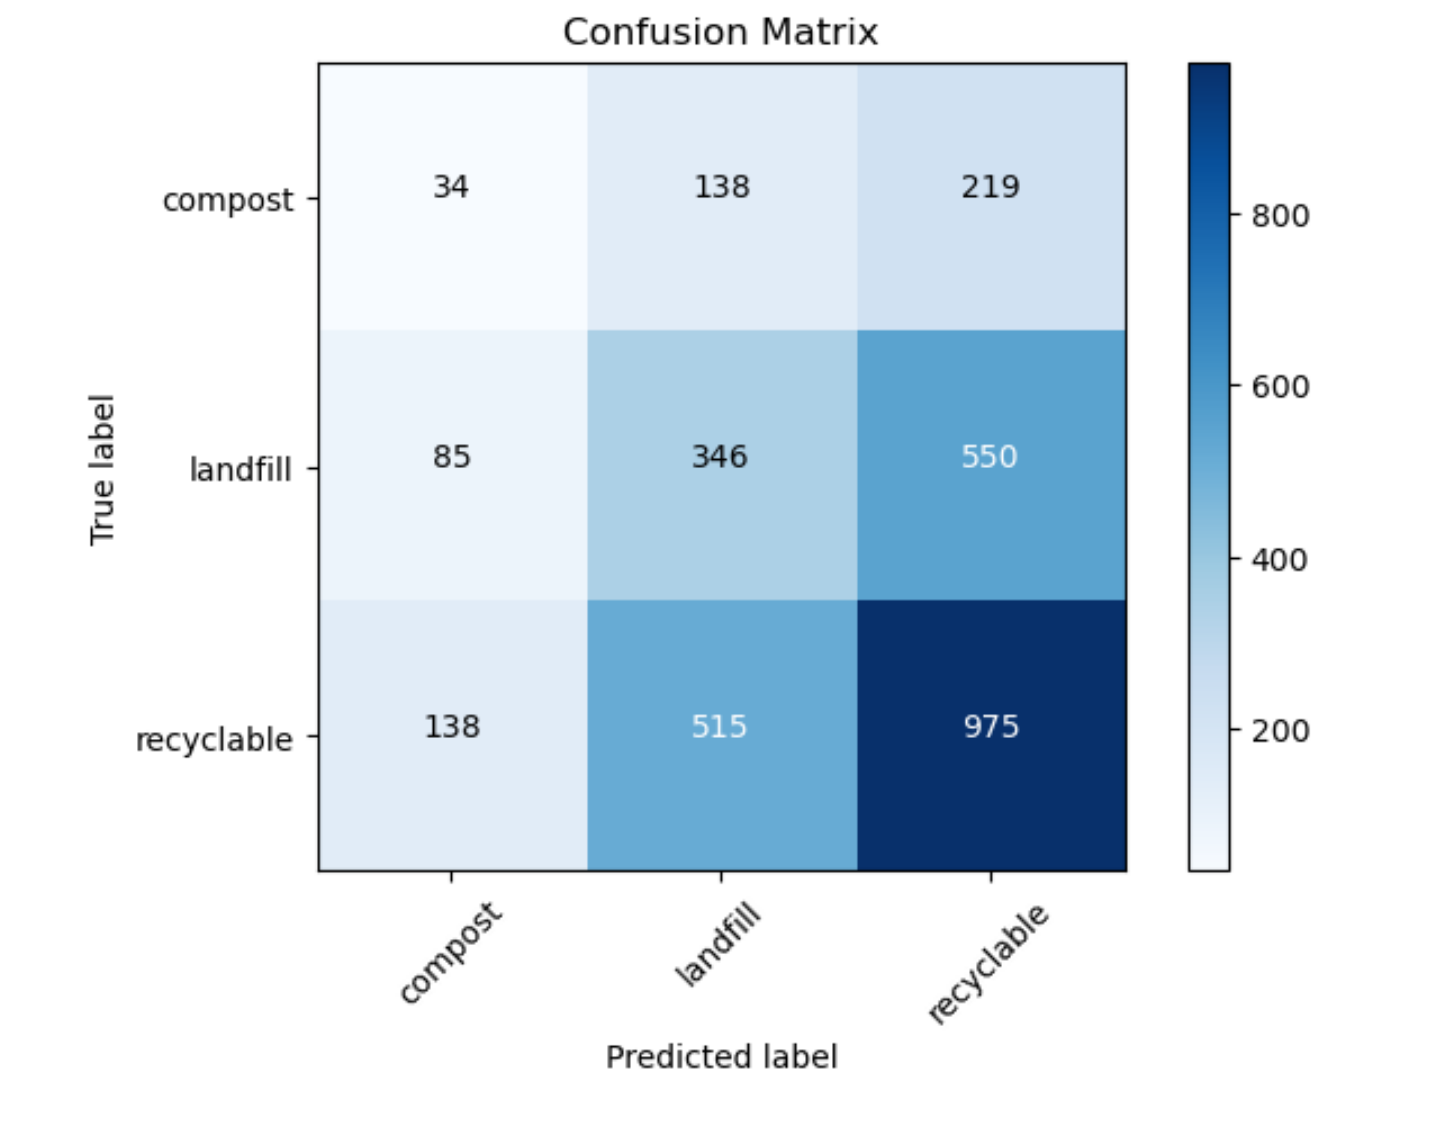 Confusion Matrix
compost 34 138 219
landfill 85 346 550
recyclable 138 515 975
True label
compost landfill recyclable
Predicted label
800
600
400
200